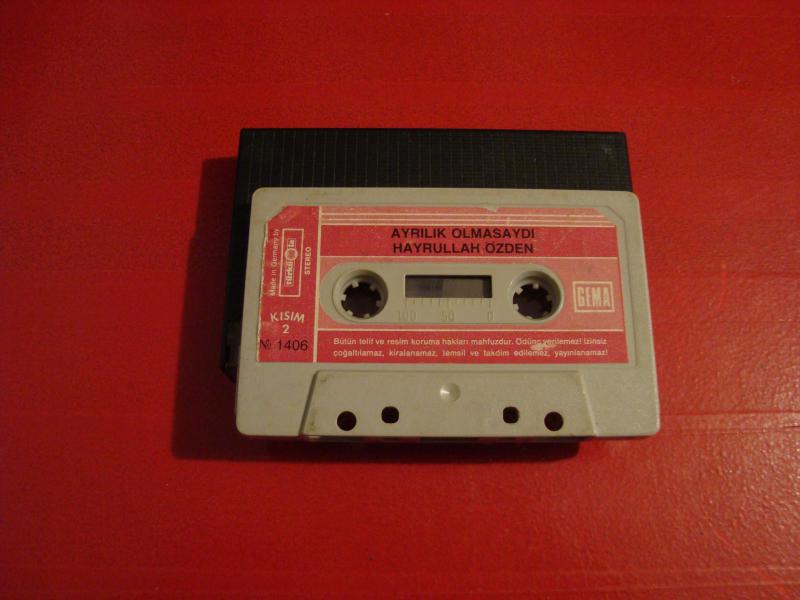 AYRILIK OLMASAYDI
HAYRULLAH ÖZDEN
Made in Germany by
türküola
STEREO
KISIM
2
№ 1406
100 50 0
GEMA
Bütün telif ve resim koruma hakları mahfuzdur. Ödünç verilemez! İzinsiz
çoğaltılamaz, kiralanamaz, temsil ve takdim edilemez, yayınlanamaz!